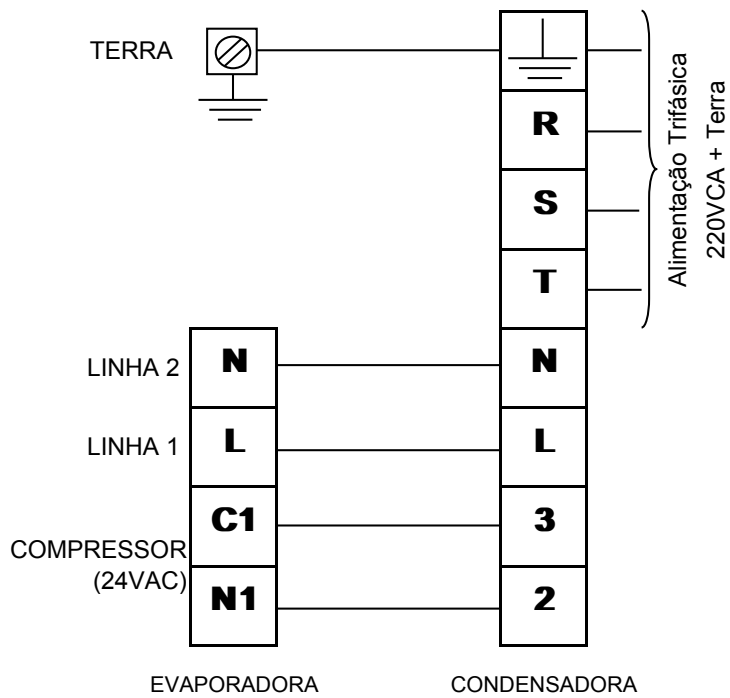 TERRA
R
S
T
Alimentação Trifásica
220VCA + Terra
LINHA 2
N
N
LINHA 1
L
L
C1
3
COMPRESSOR
(24VAC)
N1
2
EVAPORADORA
CONDENSADORA